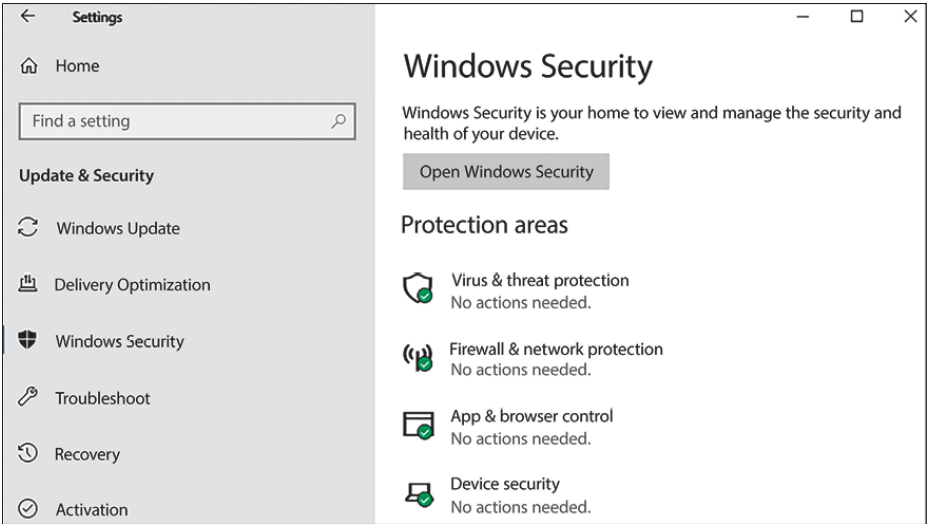 Settings
Home
Find a setting
Update & Security
Windows Update
Delivery Optimization
Windows Security
Troubleshoot
Recovery
Activation
Windows Security
Windows Security is your home to view and manage the security and
health of your device.
Open Windows Security
Protection areas
Virus & threat protection
No actions needed.
Firewall & network protection
No actions needed.
App & browser control
No actions needed.
Device security
No actions needed.